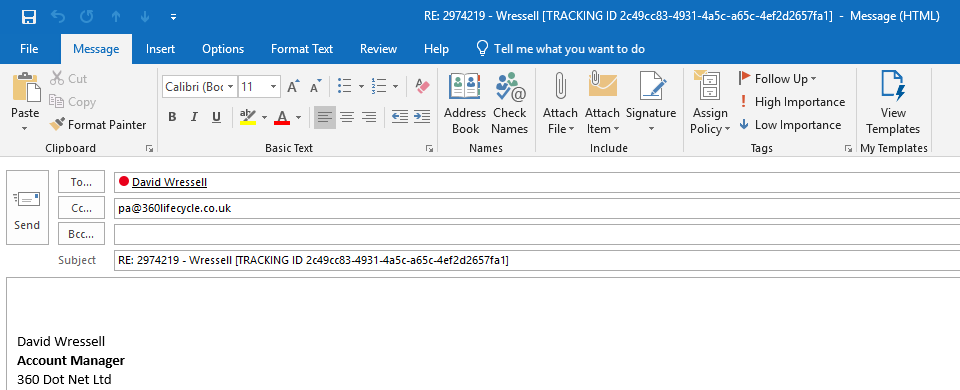 RE: 2974219 - Wressell [TRACKING ID 2c49cc83-4931-4a5c-a65c-4ef2d2657fa1] - Message (HTML)
File Message Insert Options Format Text Review Help Tell me what you want to do
Paste
Cut
Copy
Format Painter
Clipboard
Calibri (Boc 11 A A
B I U ab A
Basic Text
Address Book
Check Names
Names
Attach File
Attach Item
Signature
Include
Assign Policy
Follow Up
High Importance
Low Importance
Tags
View Templates
My Templates
Send
To... David Wressell
Cc... pa@360lifecycle.co.uk
Bcc...
Subject RE: 2974219 - Wressell [TRACKING ID 2c49cc83-4931-4a5c-a65c-4ef2d2657fa1]
David Wressell
Account Manager
360 Dot Net Ltd